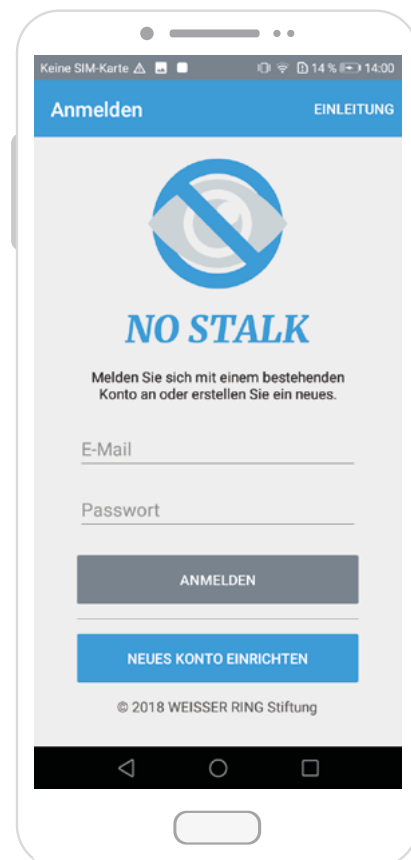 Keine SIM-Karte 14 % 14:00
Anmelden EINLEITUNG
NO STALK
Melden Sie sich mit einem bestehenden
Konto an oder erstellen Sie ein neues.
E-Mail
Passwort
ANMELDEN
NEUES KONTO EINRICHTEN
© 2018 WEISSER RING Stiftung